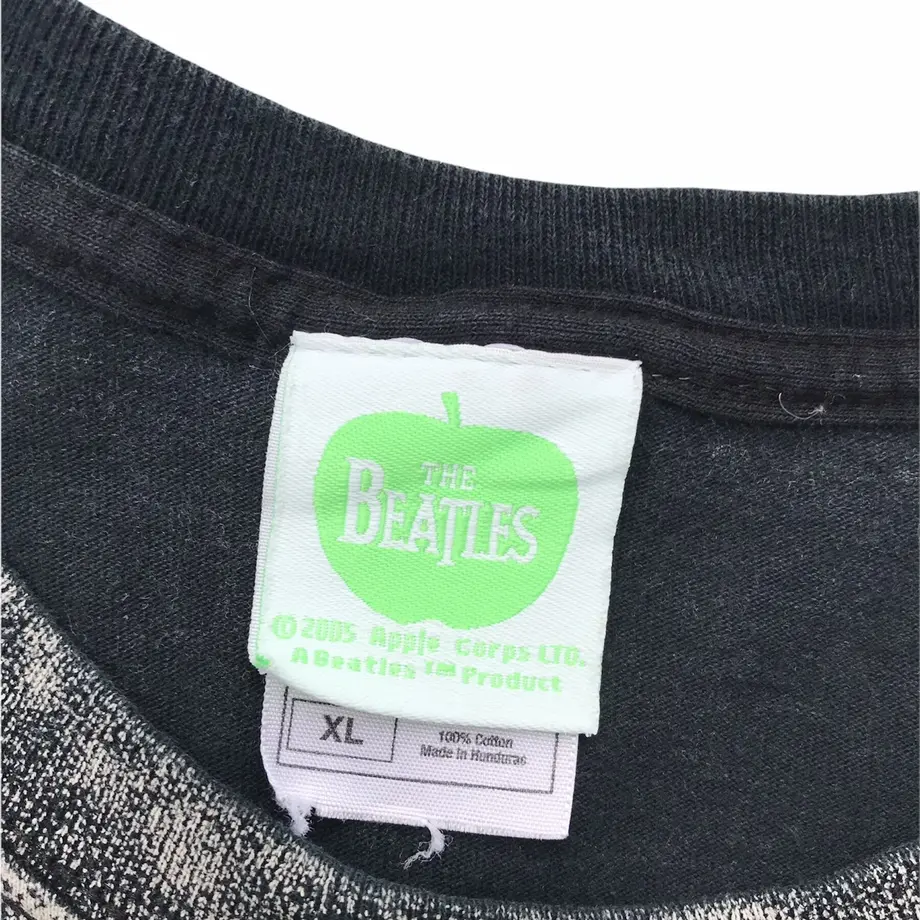 THE
BEATLES
© 2005 Apple Corps LTD.
A Beatles ™ Product
XL
100% Cotton
Made in Honduras